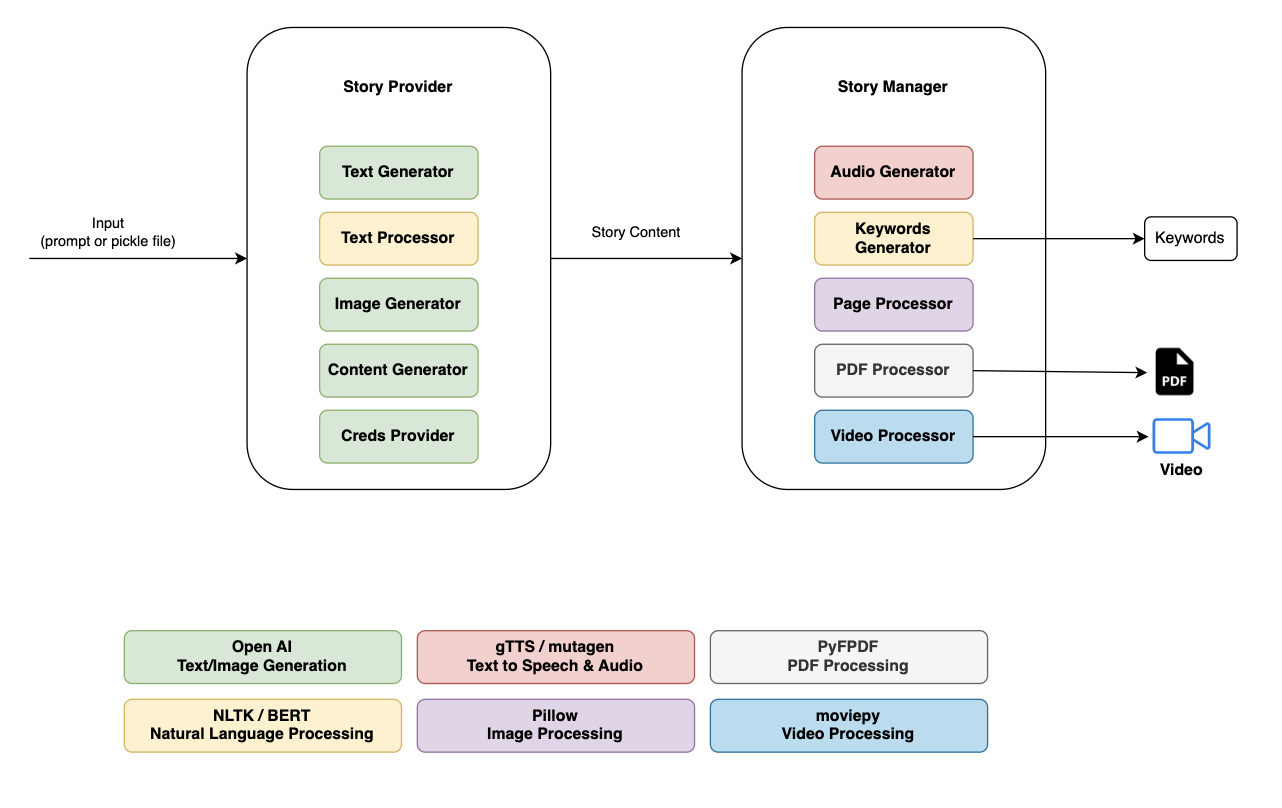 Story Provider
Text Generator
Text Processor
Image Generator
Content Generator
Creds Provider
Input
(prompt or pickle file)
Story Content
Story Manager
Audio Generator
Keywords
Generator
Page Processor
PDF Processor
Video Processor
Keywords
PDF
Video
Open AI
Text/Image Generation
gTTS / mutagen
Text to Speech & Audio
PyFPDF
PDF Processing
NLTK / BERT
Natural Language Processing
Pillow
Image Processing
moviepy
Video Processing